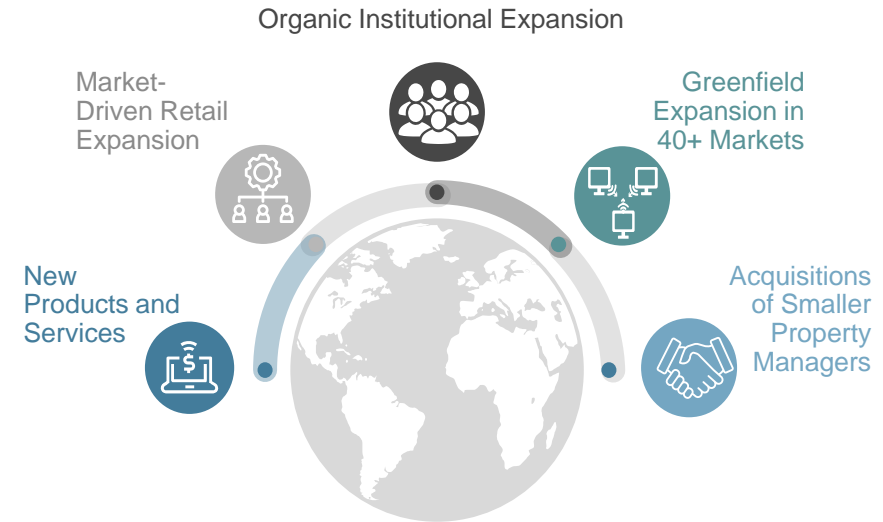 Organic Institutional Expansion
Market-
Driven Retail
Expansion
Greenfield
Expansion in
40+ Markets
New
Products and
Services
$
Acquisitions
of Smaller
Property
Managers